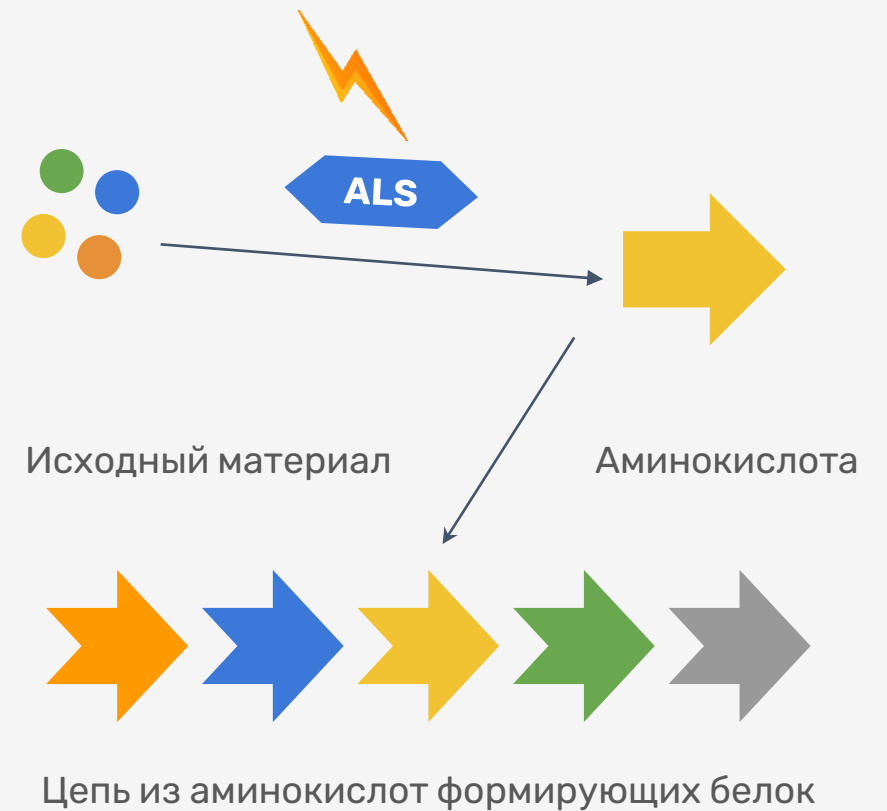 ALS
Исходный материал
Аминокислота
Цепь из аминокислот формирующих белок